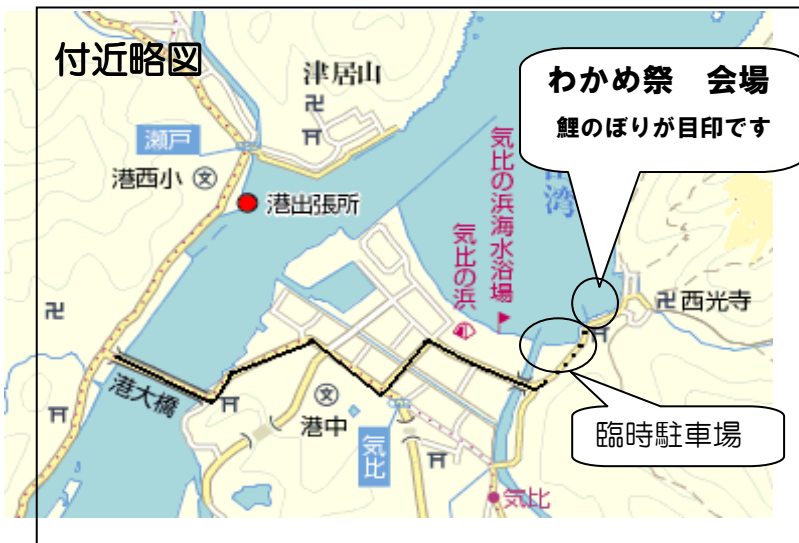 付近略図
わかめ祭　会場
鯉のぼりが目印です
津居山
瀬戸
港西小
港出張所
湾
気比の浜海水浴場
気比の浜
西光寺
港大橋
港中
気比
臨時駐車場
気比